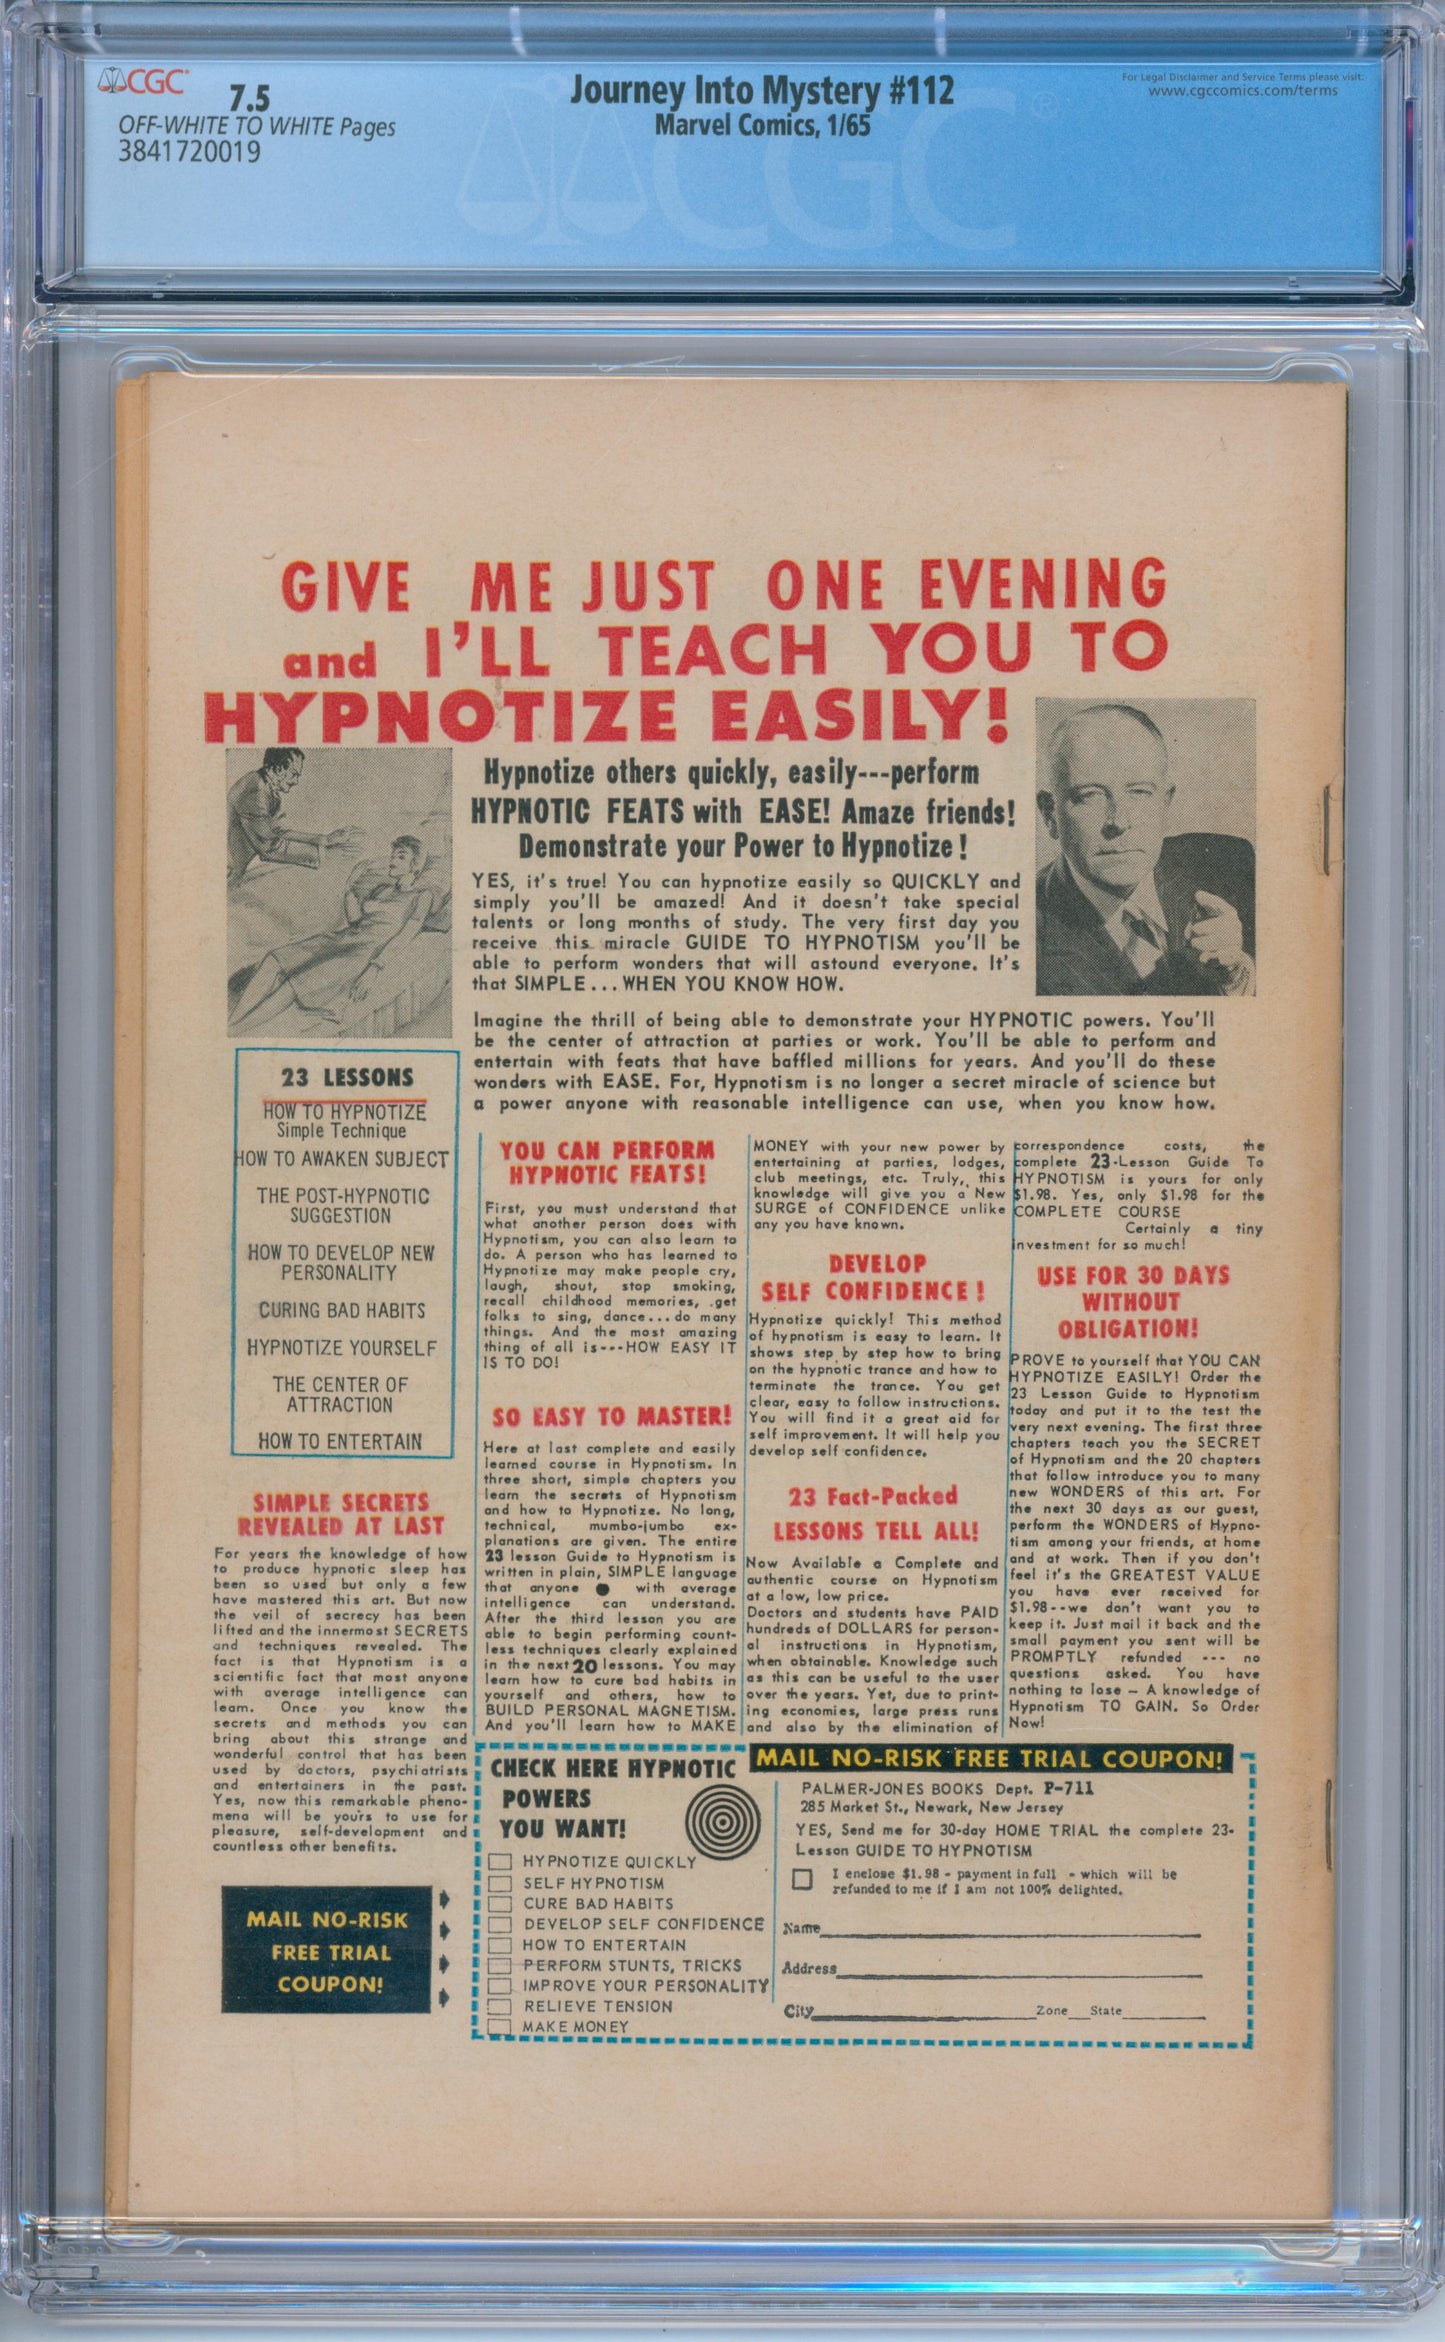 CGC
7.5
OFF-WHITE TO WHITE Pages
3841720019
Journey Into Mystery #112
Marvel Comics, 1/65
For Legal Disclaimer and Service Terms please visit:
www.cgccomics.com/terms
CGC
GIVE ME JUST ONE EVENING
and I'LL TEACH YOU TO
HYPNOTIZE EASILY!
Hypnotize others quickly, easily---perform
HYPNOTIC FEATS with EASE! Amaze friends!
Demonstrate your Power to Hypnotize!
YES, it's true! You can hypnotize easily so QUICKLY and
simply you'll be amazed! And it doesn't take special
talents or long months of study. The very first day you
receive this miracle GUIDE TO HYPNOTISM you'll be
able to perform wonders that will astound everyone. It's
that SIMPLE...WHEN YOU KNOW HOW.
Imagine the thrill of being able to demonstrate your HYPNOTIC powers. You'll
be the center of attraction at parties or work. You'll be able to perform and
entertain with feats that have baffled millions for years. And you'll do these
wonders with EASE. For, Hypnotism is no longer a secret miracle of science but
a power anyone with reasonable intelligence can use, when you know how.
23 LESSONS
HOW TO HYPNOTIZE
Simple Technique
HOW TO AWAKEN SUBJECT
THE POST-HYPNOTIC
SUGGESTION
HOW TO DEVELOP NEW
PERSONALITY
CURING BAD HABITS
HYPNOTIZE YOURSELF
THE CENTER OF
ATTRACTION
HOW TO ENTERTAIN
SIMPLE SECRETS
REVEALED AT LAST
For years the knowledge of how
to produce hypnotic sleep has
been so used but only a few
have mastered this art. But now
the veil of secrecy has been
lifted and the innermost SECRETS
and techniques revealed. The
fact is that Hypnotism is a
scientific fact that most anyone
with average intelligence can
learn. Once you know the
secrets and methods you can
bring about this strange and
wonderful control that has been
used by doctors, psychiatrists
and entertainers in the past.
Yes, now this remarkable pheno-
mena will be yours to use for
pleasure, self-development and
countless other benefits.
MAIL NO-RISK
FREE TRIAL
COUPON!
YOU CAN PERFORM
HYPNOTIC FEATS!
First, you must understand that
what another person does with
Hypnotism, you can also learn to
do. A person who has learned to
Hypnotize may make people cry,
laugh, shout, stop smoking,
recall childhood memories, .get
folks to sing, dance...do many
things. And the most amazing
thing of all is---HOW EASY IT
IS TO DO!
SO EASY TO MASTER!
Here at last complete and easily
learned course in Hypnotism. In
three short, simple chapters you
learn the secrets of Hypnotism
and how to Hypnotize. No long,
technical, mumbo-jumbo ex-
planations are given. The entire
23 lesson Guide to Hypnotism is
written in plain, SIMPLE language
that anyone with average
intelligence can understand.
After the third lesson you are
able to begin performing count-
less techniques clearly explained
in the next 20 lessons. You may
learn how to cure bad habits in
yourself and others, how to
BUILD PERSONAL MAGNETISM.
And you'll learn how to MAKE
MONEY with your new power by
entertaining at parties, lodges,
club meetings, etc. Truly, this
knowledge will give you a New
SURGE of CONFIDENCE unlike
any you have known.
DEVELOP
SELF CONFIDENCE !
Hypnotize quickly! This method
of hypnotism is easy to learn. It
shows step by step how to bring
on the hypnotic trance and how to
terminate the trance. You get
clear, easy to follow instructions.
You will find it a great aid for
self improvement. It will help you
develop self confidence.
23 Fact-Packed
LESSONS TELL ALL!
Now Available a Complete and
authentic course on Hypnotism
at a low, low price.
Doctors and students have PAID
hundreds of DOLLARS for person-
al instructions in Hypnotism,
when obtainable. Knowledge such
as this can be useful to the user
over the years. Yet, due to print-
ing economies, large press runs
and also by the elimination of
correspondence costs, the
complete 23-Lesson Guide To
HYPNOTISM is yours for only
$1.98. Yes, only $1.98 for the
COMPLETE COURSE
Certainly a tiny
investment for so much!
USE FOR 30 DAYS
WITHOUT
OBLIGATION!
PROVE to yourself that YOU CAN
HYPNOTIZE EASILY! Order the
23 Lesson Guide to Hypnotism
today and put it to the test the
very next evening. The first three
chapters teach you the SECRET
of Hypnotism and the 20 chapters
that follow introduce you to many
new WONDERS of this art. For
the next 30 days as our guest,
perform the WONDERS of Hypno-
tism among your friends, at home
and at work. Then if you don't
feel it's the GREATEST VALUE
you have ever received for
$1.98--we don't want you to
keep it. Just mail it back and the
small payment you sent will be
PROMPTLY refunded --- no
questions asked. You have
nothing to lose – A knowledge of
Hypnotism TO GAIN. So Order
Now!
CHECK HERE HYPNOTIC
POWERS
YOU WANT!
HYPNOTIZE QUICKLY
SELF HYPNOTISM
CURE BAD HABITS
DEVELOP SELF CONFIDENCE
HOW TO ENTERTAIN
PERFORM STUNTS, TRICKS
IMPROVE YOUR PERSONALITY
RELIEVE TENSION
MAKE MONEY
MAIL NO-RISK FREE TRIAL COUPON!
PALMER-JONES BOOKS Dept. P-711
285 Market St., Newark, New Jersey
YES, Send me for 30-day HOME TRIAL the complete 23-
Lesson GUIDE TO HYPNOTISM
I enclose $1.98 - payment in full - which will be
refunded to me if I am not 100% delighted.
Name
Address
City Zone State